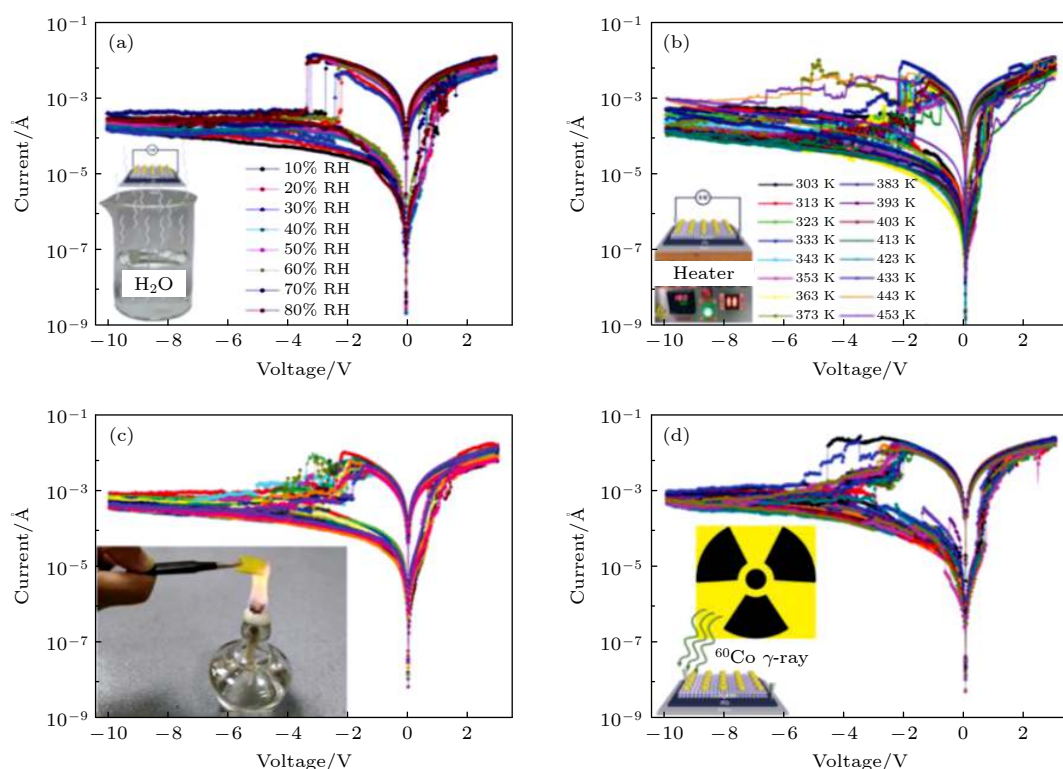 (a)
10⁻¹
10⁻³
10⁻⁵
10⁻⁷
10⁻⁹
Current/Å
H₂O
10% RH
20% RH
30% RH
40% RH
50% RH
60% RH
70% RH
80% RH
−10 −8 −6 −4 −2 0 2
Voltage/V
(b)
10⁻¹
10⁻³
10⁻⁵
10⁻⁷
10⁻⁹
Current/Å
Heater
303 K 383 K
313 K 393 K
323 K 403 K
333 K 413 K
343 K 423 K
353 K 433 K
363 K 443 K
373 K 453 K
−10 −8 −6 −4 −2 0 2
Voltage/V
(c)
10⁻¹
10⁻³
10⁻⁵
10⁻⁷
10⁻⁹
Current/Å
−10 −8 −6 −4 −2 0 2
Voltage/V
(d)
10⁻¹
10⁻³
10⁻⁵
10⁻⁷
10⁻⁹
Current/Å
⁶⁰Co γ-ray
−10 −8 −6 −4 −2 0 2
Voltage/V